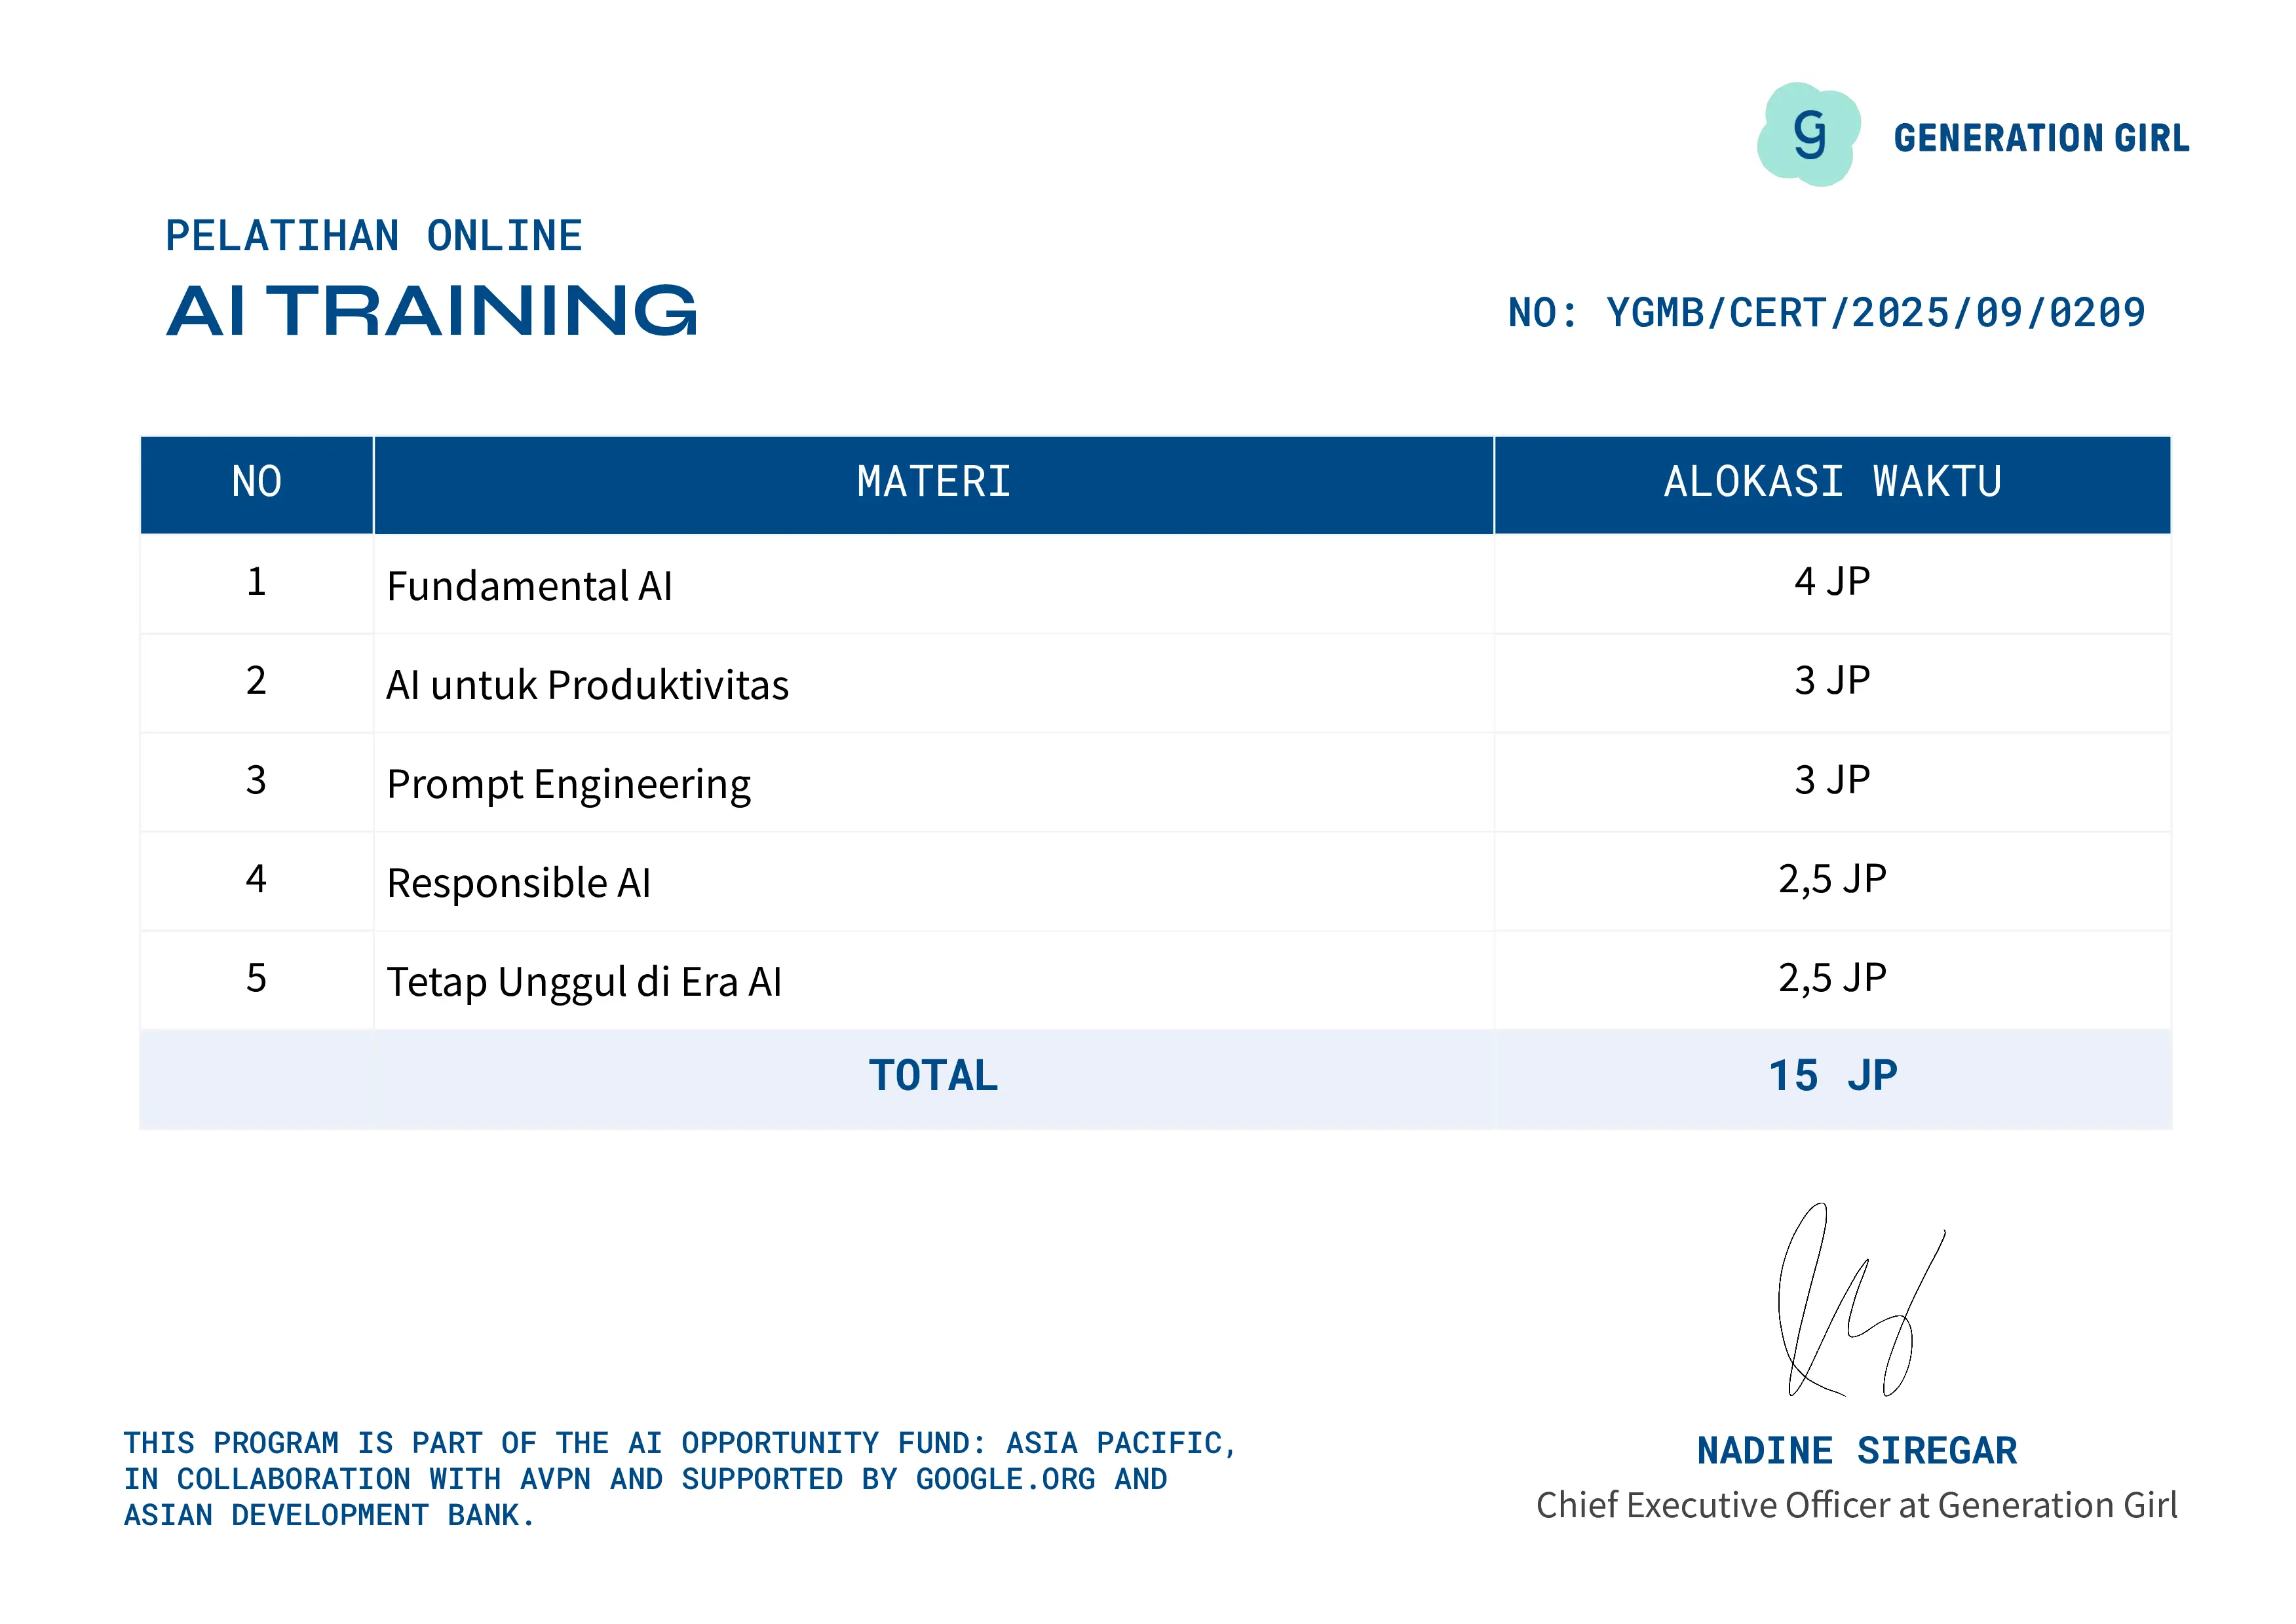 g
GENERATION GIRL
PELATIHAN ONLINE
AI TRAINING
NO: YGMB/CERT/2025/09/0209
NO MATERI ALOKASI WAKTU
1 Fundamental AI 4 JP
2 AI untuk Produktivitas 3 JP
3 Prompt Engineering 3 JP
4 Responsible AI 2,5 JP
5 Tetap Unggul di Era AI 2,5 JP
TOTAL 15 JP
THIS PROGRAM IS PART OF THE AI OPPORTUNITY FUND: ASIA PACIFIC,
IN COLLABORATION WITH AVPN AND SUPPORTED BY GOOGLE.ORG AND
ASIAN DEVELOPMENT BANK.
NADINE SIREGAR
Chief Executive Officer at Generation Girl